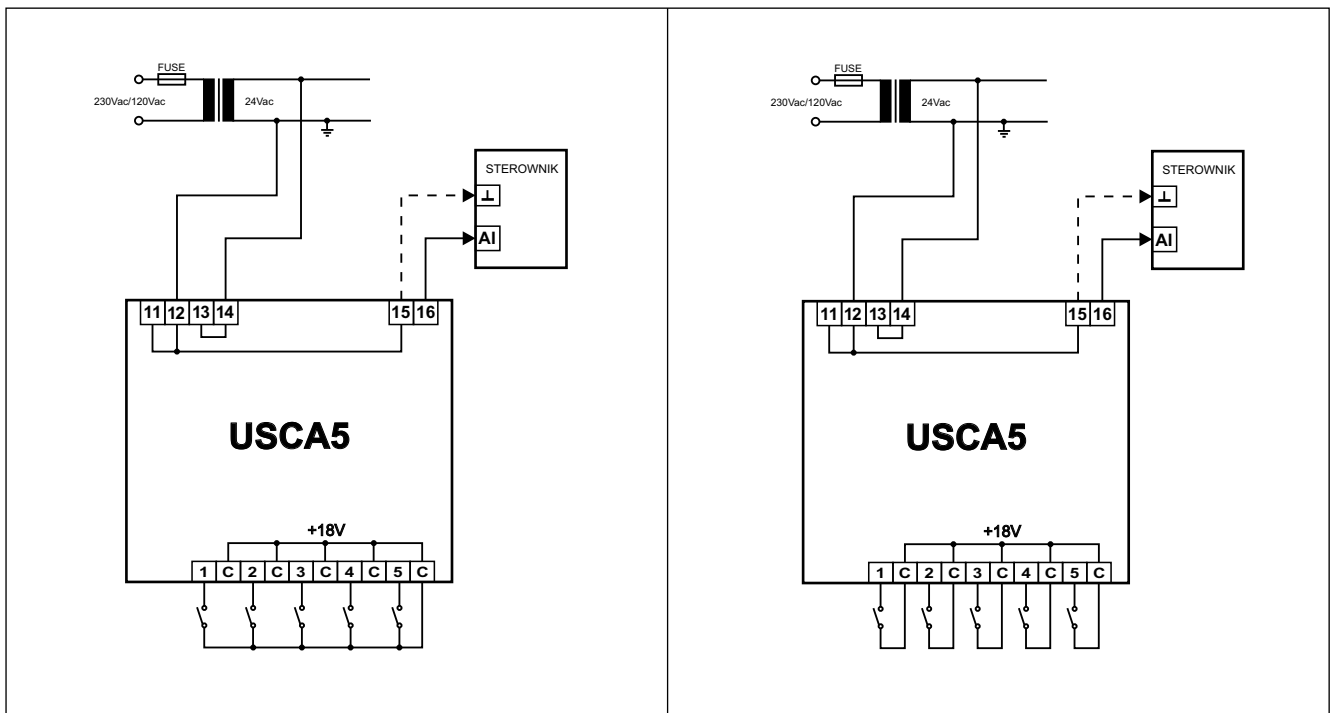 FUSE
230Vac/120Vac
24Vac
STEROWNIK
⊥
AI
11 12 13 14 15 16
USCA5
+18V
1 C 2 C 3 C 4 C 5 C
FUSE
230Vac/120Vac
24Vac
STEROWNIK
⊥
AI
11 12 13 14 15 16
USCA5
+18V
1 C 2 C 3 C 4 C 5 C